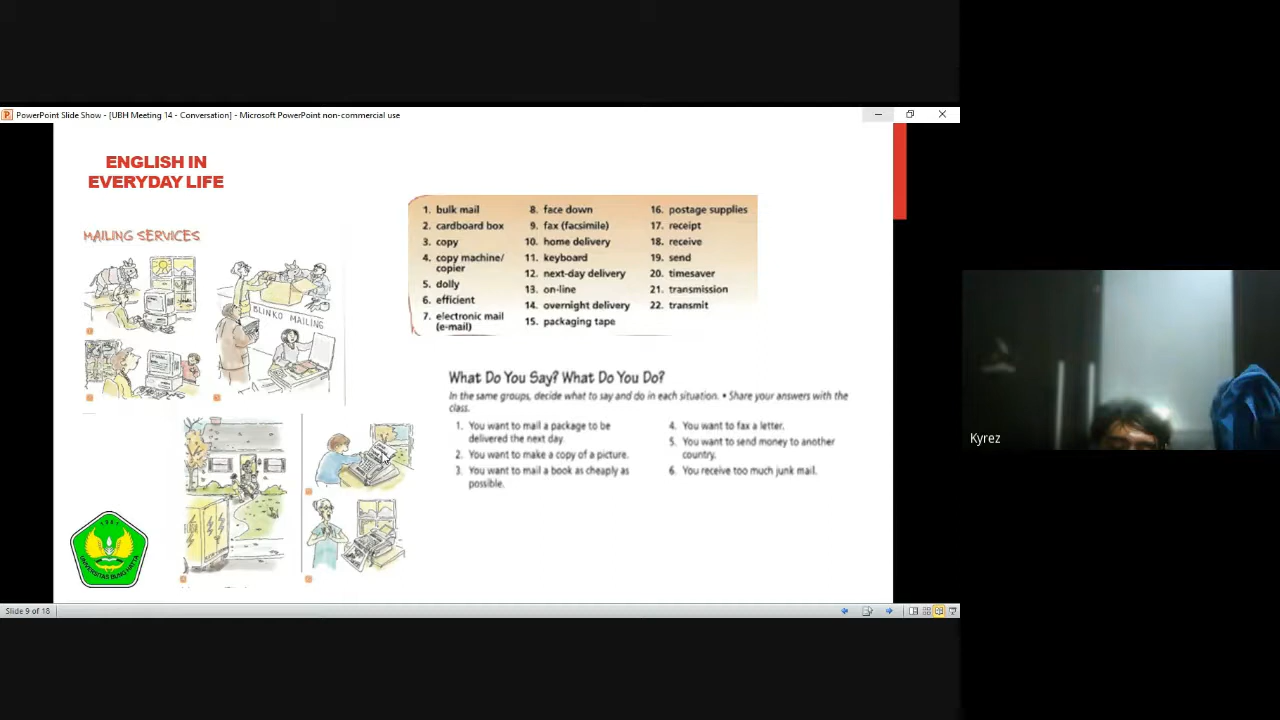 PowerPoint Slide Show - [UBH Meeting 14 - Conversation] - Microsoft PowerPoint non-commercial use
ENGLISH IN
EVERYDAY LIFE
MAILING SERVICES
BLINKO MAILING
1. bulk mail
2. cardboard box
3. copy
4. copy machine/
copier
5. dolly
6. efficient
7. electronic mail
(e-mail)
8. face down
9. fax (facsimile)
10. home delivery
11. keyboard
12. next-day delivery
13. on-line
14. overnight delivery
15. packaging tape
16. postage supplies
17. receipt
18. receive
19. send
20. timesaver
21. transmission
22. transmit
What Do You Say? What Do You Do?
In the same groups, decide what to say and do in each situation. • Share your answers with the
class.
1. You want to mail a package to be
delivered the next day.
2. You want to make a copy of a picture.
3. You want to mail a book as cheaply as
possible.
4. You want to fax a letter.
5. You want to send money to another
country.
6. You receive too much junk mail.
1981
UNIVERSITAS BUNG HATTA
Slide 9 of 18
Kyrez